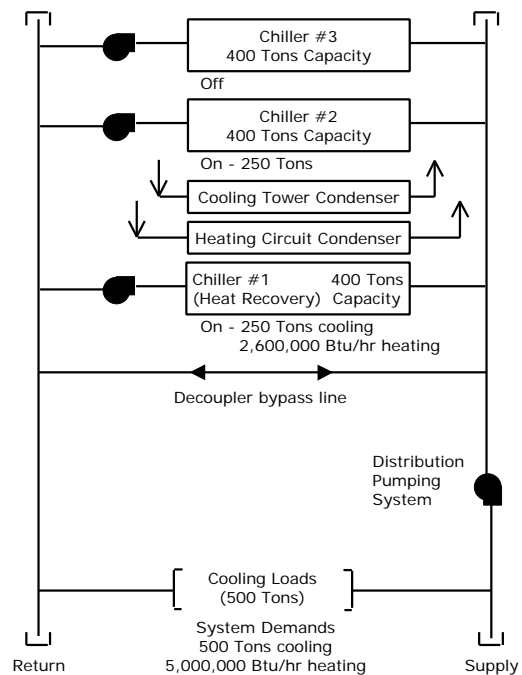 Chiller #3
400 Tons Capacity
Off
Chiller #2
400 Tons Capacity
On - 250 Tons
Cooling Tower Condenser
Heating Circuit Condenser
Chiller #1 400 Tons
(Heat Recovery) Capacity
On - 250 Tons cooling
2,600,000 Btu/hr heating
Decoupler bypass line
Distribution
Pumping
System
Cooling Loads
(500 Tons)
System Demands
500 Tons cooling
5,000,000 Btu/hr heating
Return
Supply